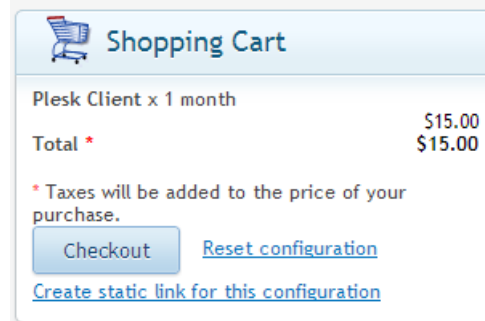 Shopping Cart
Plesk Client x 1 month
$15.00
Total * $15.00
* Taxes will be added to the price of your
purchase.
Checkout Reset configuration
Create static link for this configuration